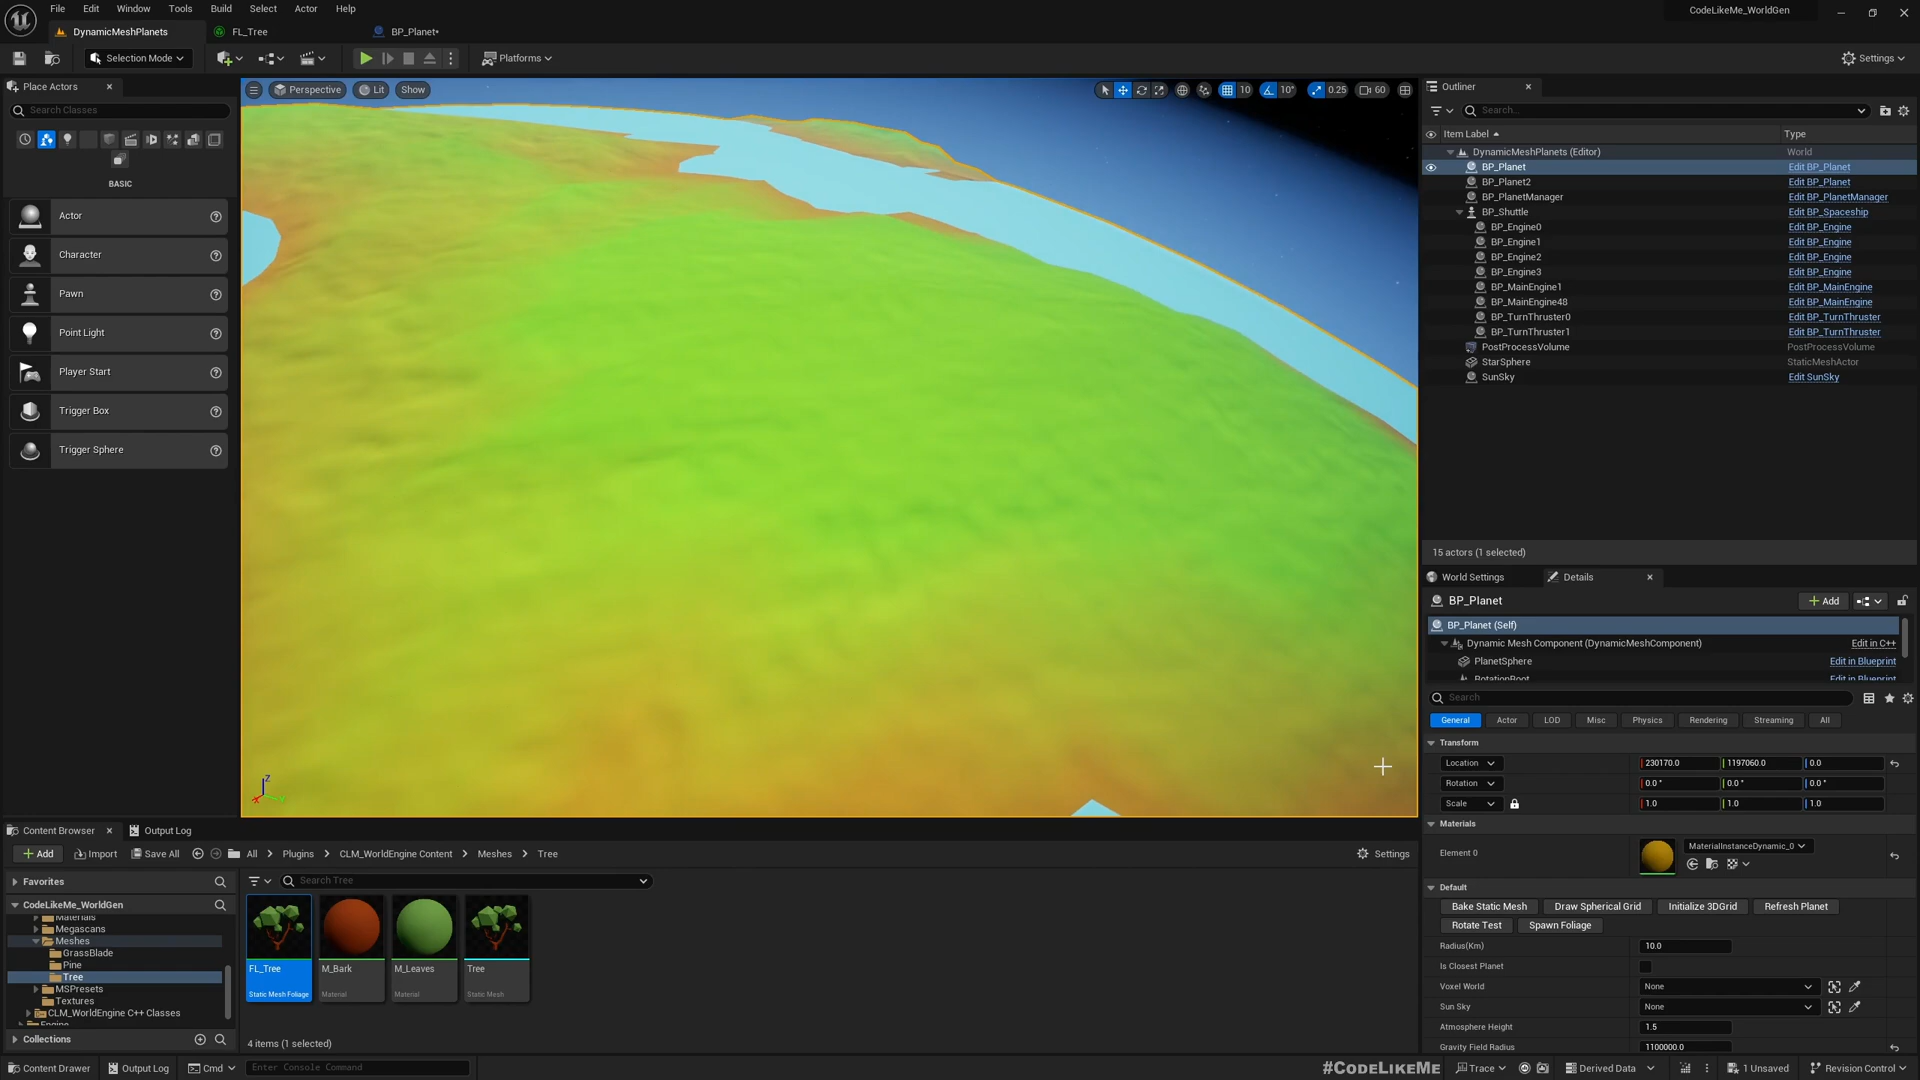 File Edit Window Tools Build Select Actor Help
CodeLikeMe_WorldGen
DynamicMeshPlanets
FL_Tree
BP_Planet•
Selection Mode
Platforms
Settings
Place Actors
Search Classes
BASIC
Actor
Character
Pawn
Point Light
Player Start
Trigger Box
Trigger Sphere
Perspective
Lit
Show
10
10°
0.25
60
Outliner
Search...
Item Label
Type
DynamicMeshPlanets (Editor)
World
BP_Planet
Edit BP_Planet
BP_Planet2
Edit BP_Planet
BP_PlanetManager
Edit BP_PlanetManager
BP_Shuttle
Edit BP_Spaceship
BP_Engine0
Edit BP_Engine
BP_Engine1
Edit BP_Engine
BP_Engine2
Edit BP_Engine
BP_Engine3
Edit BP_Engine
BP_MainEngine1
Edit BP_MainEngine
BP_MainEngine48
Edit BP_MainEngine
BP_TurnThruster0
Edit BP_TurnThruster
BP_TurnThruster1
Edit BP_TurnThruster
PostProcessVolume
PostProcessVolume
StarSphere
StaticMeshActor
SunSky
Edit SunSky
15 actors (1 selected)
World Settings
Details
BP_Planet
Add
BP_Planet (Self)
Dynamic Mesh Component (DynamicMeshComponent)
Edit in C++
PlanetSphere
Edit in Blueprint
RotationRoot
Edit in Blueprint
Search
General
Actor
LOD
Misc
Physics
Rendering
Streaming
All
Transform
Location
230170.0
1197060.0
0.0
Rotation
0.0 °
0.0 °
0.0 °
Scale
1.0
1.0
1.0
Materials
Element 0
MaterialInstanceDynamic_0
Default
Bake Static Mesh
Draw Spherical Grid
Initialize 3DGrid
Refresh Planet
Rotate Test
Spawn Foliage
Radius(Km)
10.0
Is Closest Planet
Voxel World
None
Sun Sky
None
Atmosphere Height
1.5
Gravity Field Radius
1100000.0
Content Browser
Output Log
Add
Import
Save All
All
Plugins
CLM_WorldEngine Content
Meshes
Tree
Settings
Favorites
CodeLikeMe_WorldGen
Materials
Megascans
Meshes
GrassBlade
Pine
Tree
MSPresets
Textures
CLM_WorldEngine C++ Classes
Engine
Collections
Search Tree
FL_Tree
Static Mesh Foliage
M_Bark
Material
M_Leaves
Material
Tree
Static Mesh
4 items (1 selected)
Content Drawer
Output Log
Cmd
Enter Console Command
#CodeLikeMe
Trace
Derived Data
1 Unsaved
Revision Control
Z
X
Y